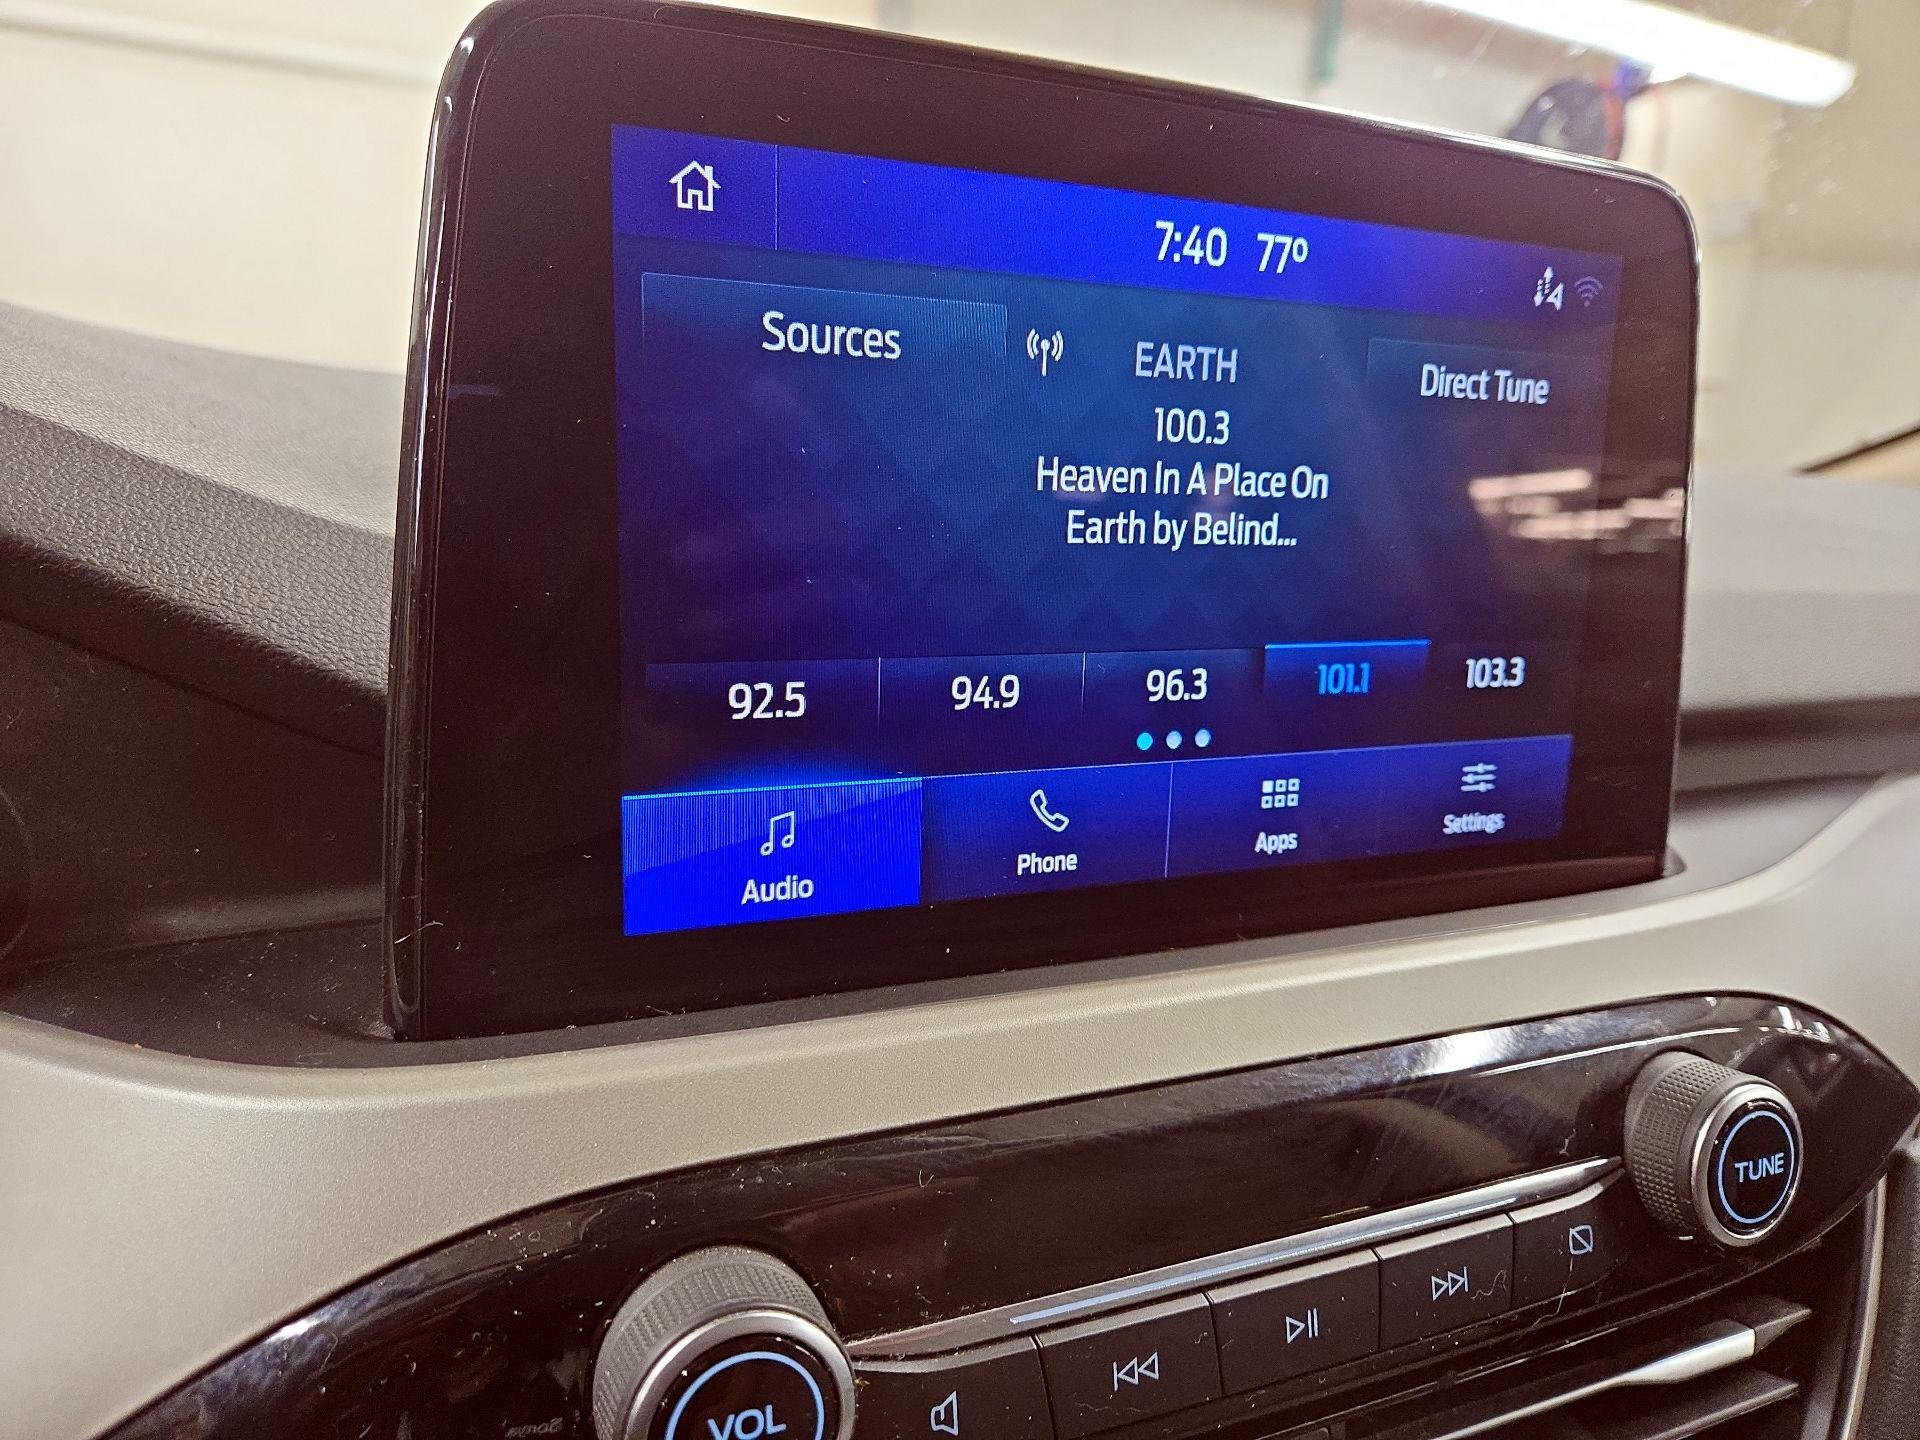 7:40 77º
Sources
EARTH
Direct Tune
100.3
Heaven In A Place On
Earth by Belind...
92.5
94.9
96.3
101.1
103.3
Audio
Phone
Apps
Settings
TUNE
VOL